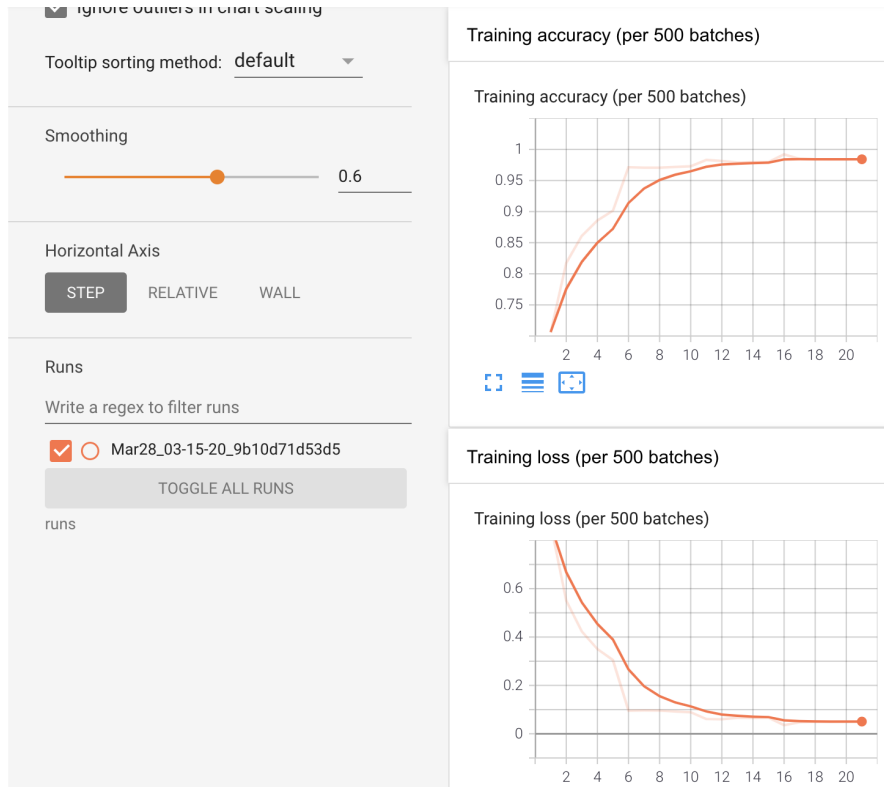 Ignore outliers in chart scaling
Tooltip sorting method: default
Smoothing
0.6
Horizontal Axis
STEP RELATIVE WALL
Runs
Write a regex to filter runs
Mar28_03-15-20_9b10d71d53d5
TOGGLE ALL RUNS
runs
Training accuracy (per 500 batches)
Training accuracy (per 500 batches)
1
0.95
0.9
0.85
0.8
0.75
2 4 6 8 10 12 14 16 18 20
Training loss (per 500 batches)
Training loss (per 500 batches)
0.6
0.4
0.2
0
2 4 6 8 10 12 14 16 18 20